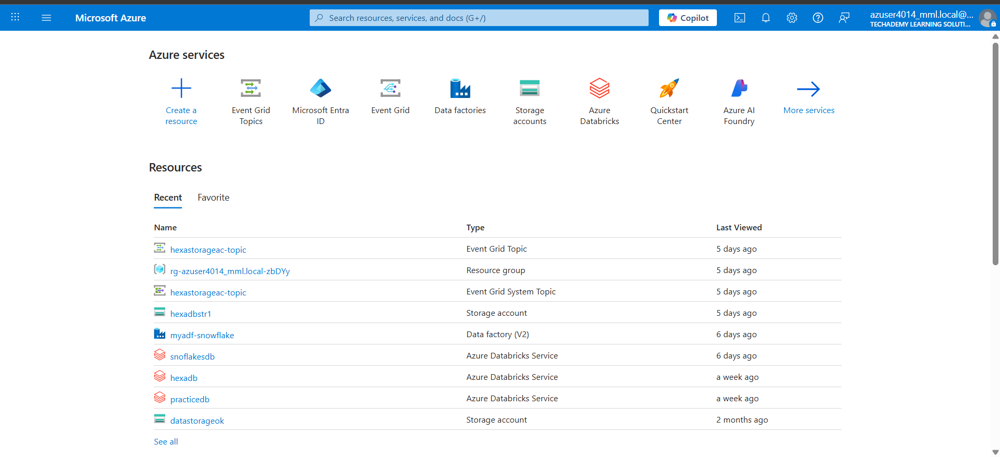 Microsoft Azure
Search resources, services, and docs (G+/)
Copilot
azuser4014_mml.local@...
TECHADEMY LEARNING SOLUTI...
Azure services
Create a
resource
Event Grid
Topics
Microsoft Entra
ID
Event Grid
Data factories
Storage
accounts
Azure
Databricks
Quickstart
Center
Azure AI
Foundry
More services
Resources
Recent Favorite
Name Type Last Viewed
hexastorageac-topic Event Grid Topic 5 days ago
rg-azuser4014_mml.local-zbDYy Resource group 5 days ago
hexastorageac-topic Event Grid System Topic 5 days ago
hexadbstr1 Storage account 5 days ago
myadf-snowflake Data factory (V2) 6 days ago
snoflakesdb Azure Databricks Service 6 days ago
hexadb Azure Databricks Service a week ago
practicedb Azure Databricks Service a week ago
datastorageok Storage account 2 months ago
See all